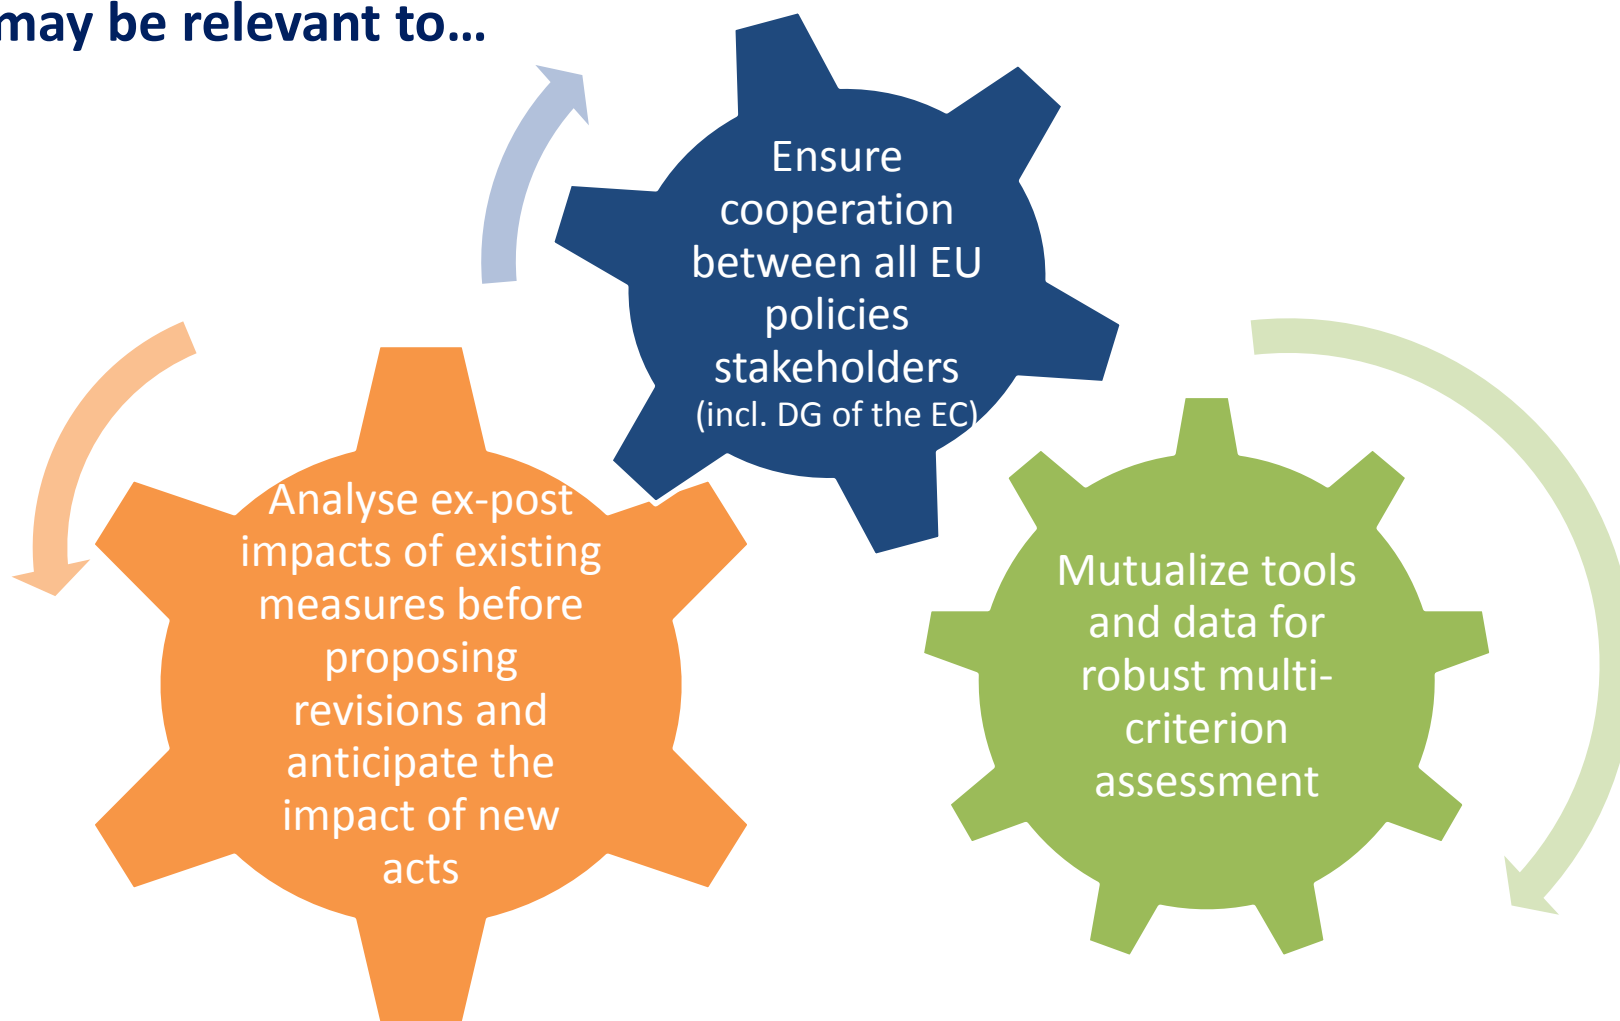 may be relevant to...
Ensure
cooperation
between all EU
policies
stakeholders
(incl. DG of the EC)
Analyse ex-post
impacts of existing
measures before
proposing
revisions and
anticipate the
impact of new
acts
Mutualize tools
and data for
robust multi-
criterion
assessment